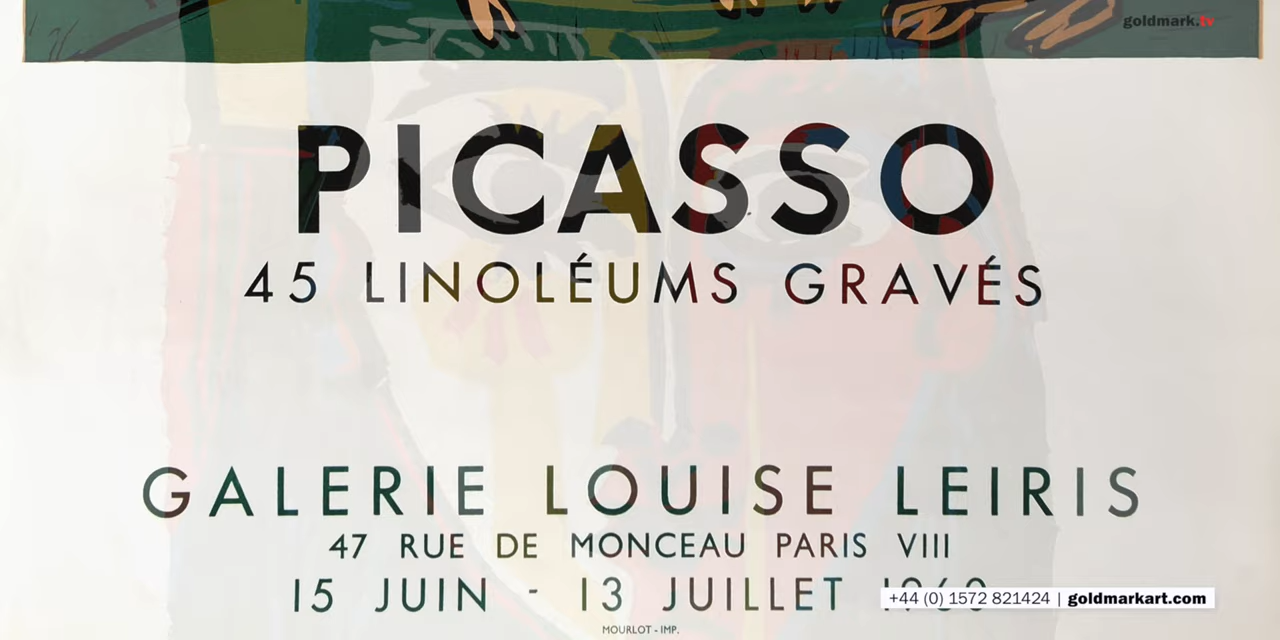 goldmark.tv
PICASSO
45 LINOLÉUMS GRAVÉS
GALERIE LOUISE LEIRIS
47 RUE DE MONCEAU PARIS VIII
15 JUIN - 13 JUILLET 1960
+44 (0) 1572 821424 | goldmarkart.com
MOURLOT - IMP.